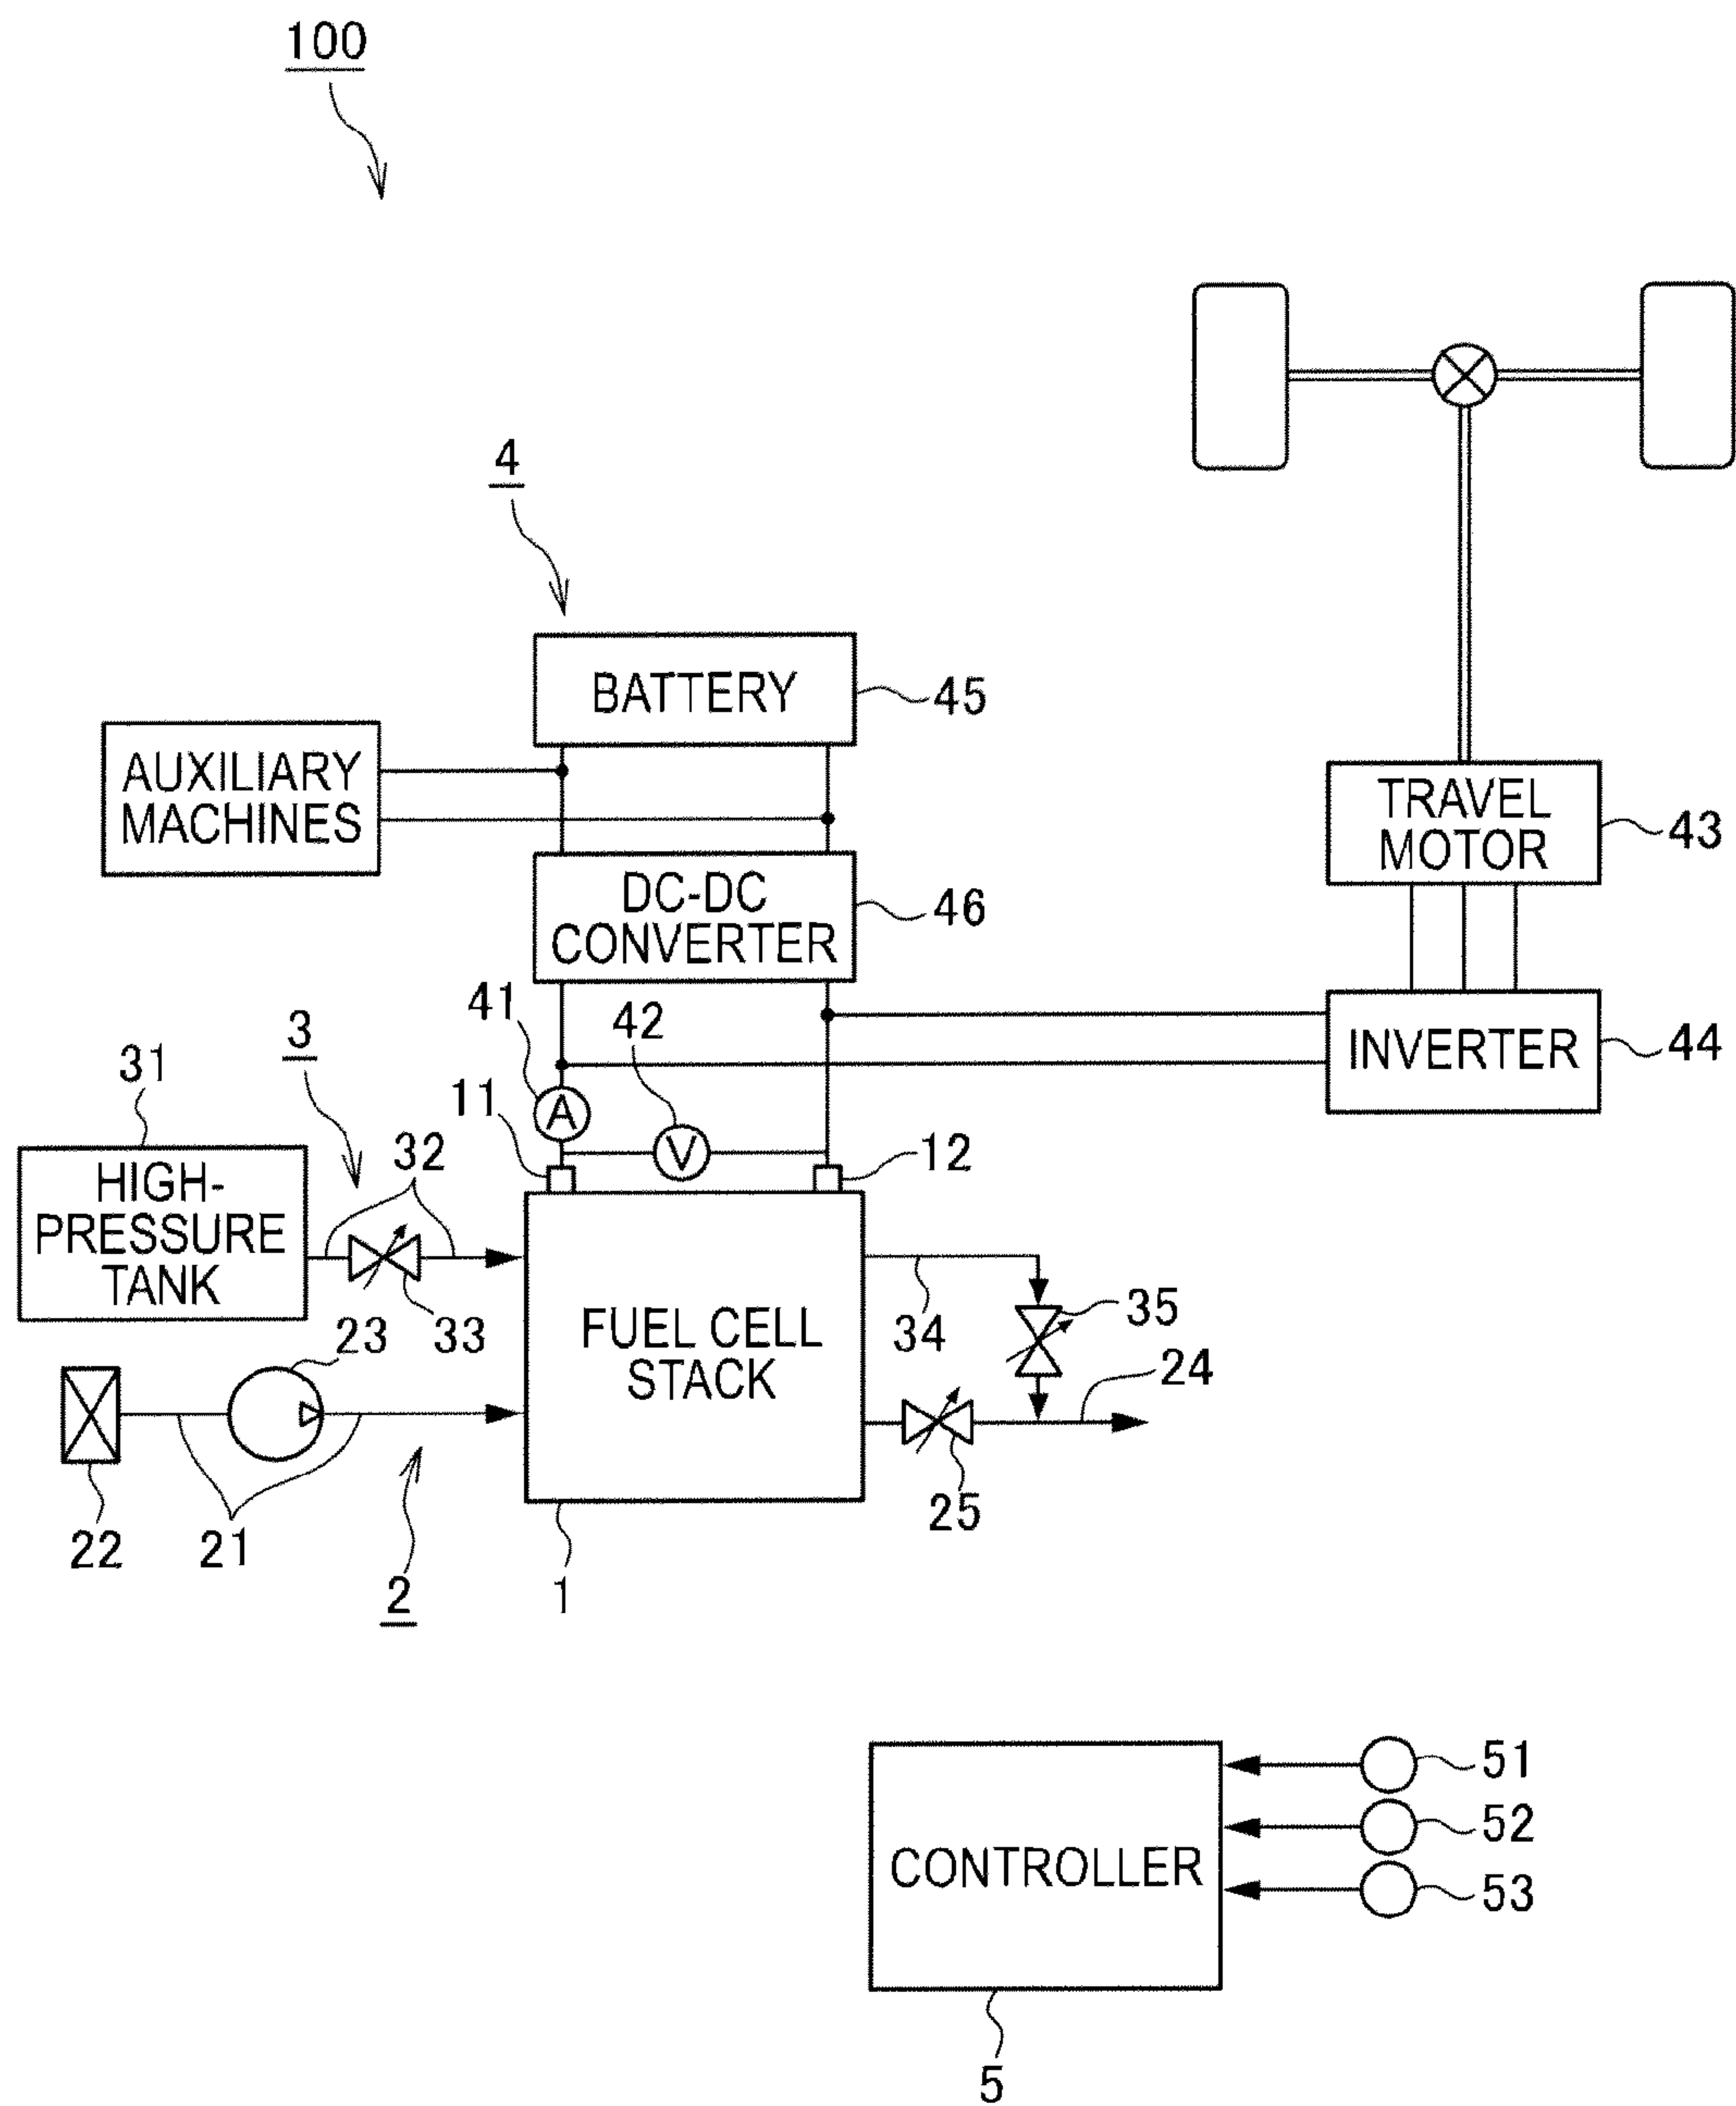 100
4
BATTERY
45
AUXILIARY
MACHINES
TRAVEL
MOTOR
43
DC-DC
CONVERTER
46
41
42
3
31
INVERTER
44
11
A
V
12
32
HIGH-
PRESSURE
TANK
33
23
FUEL CELL
STACK
34
35
24
22
21
2
1
25
CONTROLLER
51
52
53
5